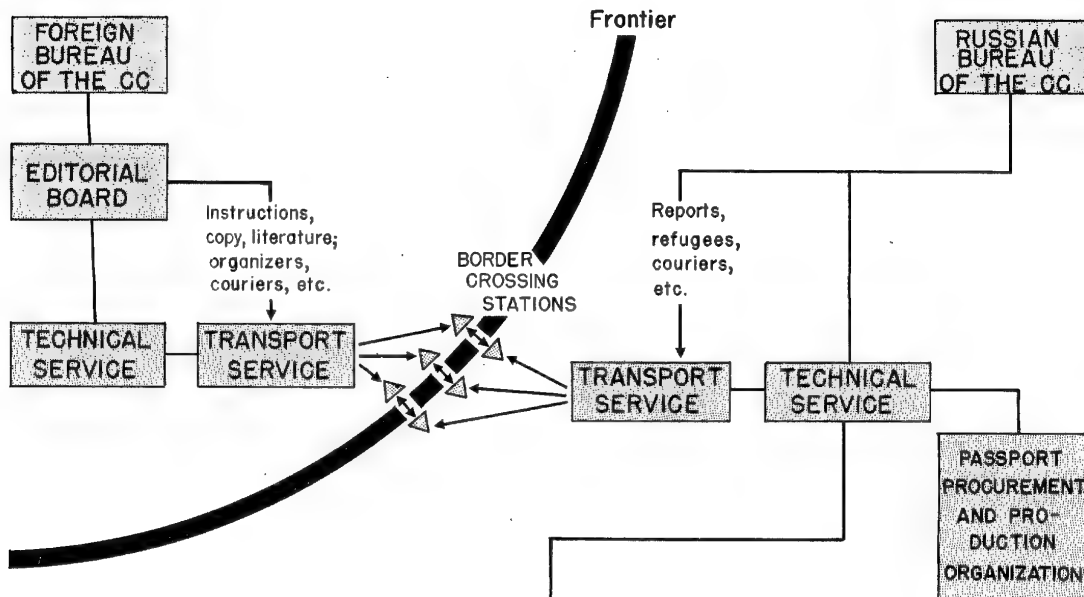 Frontier
FOREIGN
BUREAU
OF THE CC
RUSSIAN
BUREAU
OF THE CC
EDITORIAL
BOARD
Instructions,
copy, literature;
organizers,
couriers, etc.
Reports,
refugees,
couriers,
etc.
BORDER
CROSSING
STATIONS
TECHNICAL
SERVICE
TRANSPORT
SERVICE
TRANSPORT
SERVICE
TECHNICAL
SERVICE
PASSPORT
PROCUREMENT
AND PRO-
DUCTION
ORGANIZATION